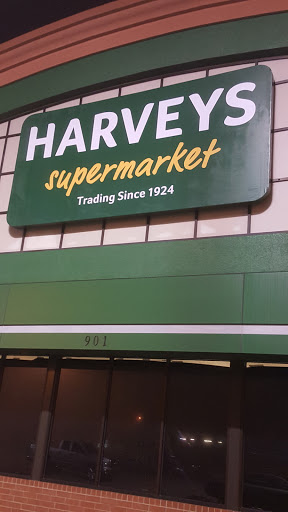 HARVEYS
supermarket
Trading Since 1924
901